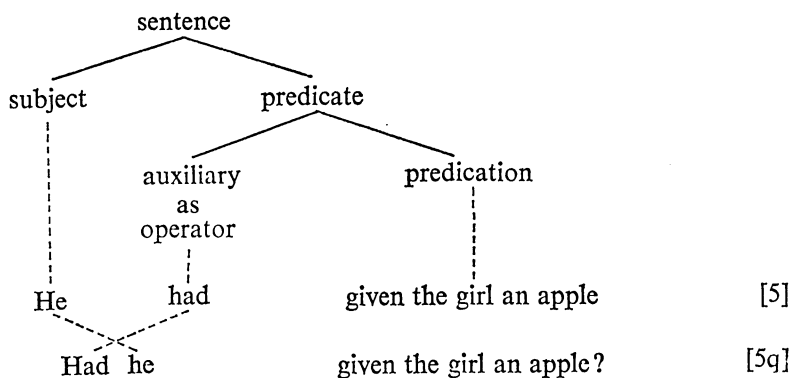 sentence
subject predicate
auxiliary predication
as
operator
He had given the girl an apple [5]
Had he given the girl an apple? [5q]